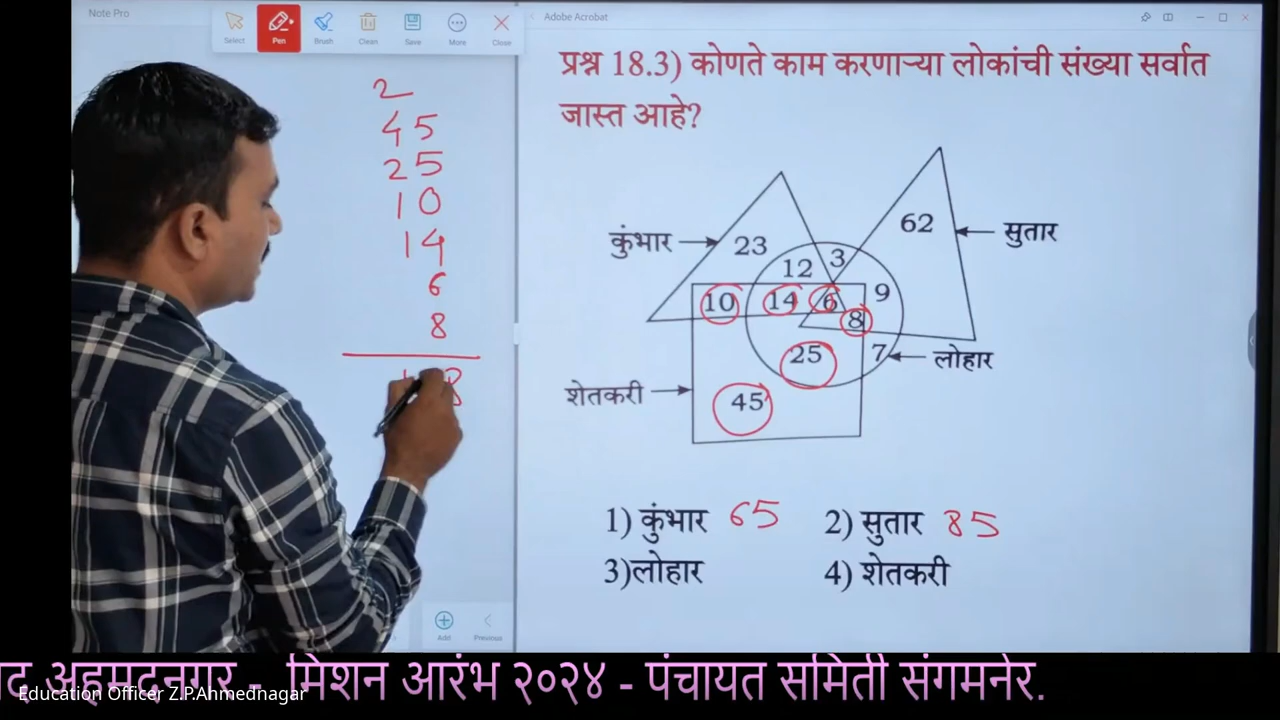 Note Pro
Select
Pen
Brush
Clean
Save
More
Close
Adobe Acrobat
2
45
25
10
14
6
8
8
प्रश्न 18.3) कोणते काम करणाऱ्या लोकांची संख्या सर्वात
जास्त आहे?
कुंभार
23
12
3
62
सुतार
10
14
6
9
8
25
7
लोहार
शेतकरी
45
1) कुंभार 65
2) सुतार 85
3)लोहार
4) शेतकरी
Add
Previous
द अहमदनगर - मिशन आरंभ २०२४ - पंचायत समिती संगमनेर.
Education Officer Z.P.Ahmednagar